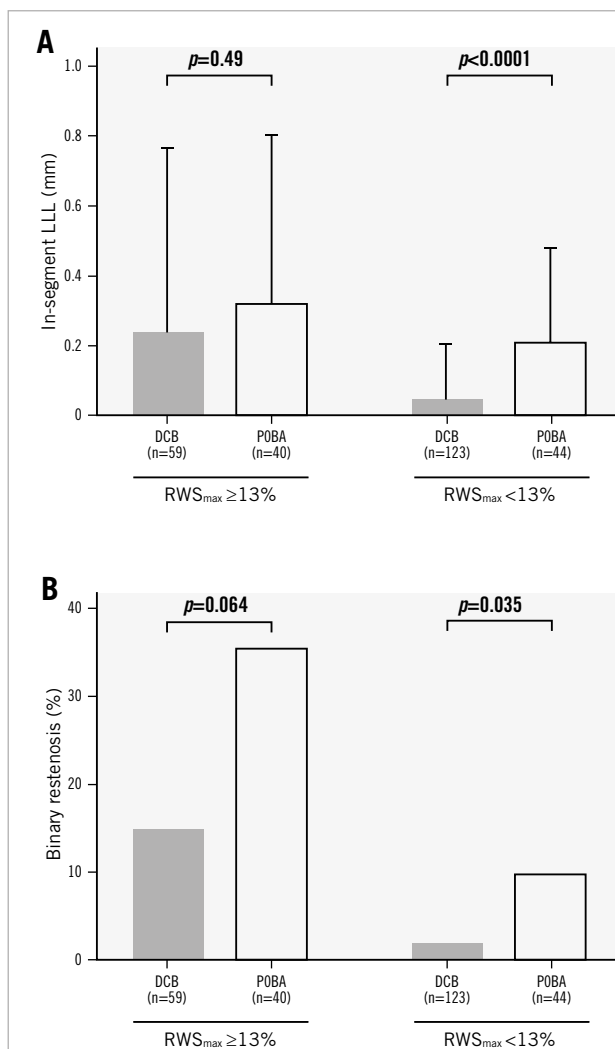 A
p=0.49 p<0.0001
1.0
0.8
0.6
0.4
0.2
0
In-segment LLL (mm)
DCB POBA DCB POBA
(n=59) (n=40) (n=123) (n=44)
RWSmax ≥13% RWSmax <13%
B
p=0.064 p=0.035
40
30
20
10
0
Binary restenosis (%)
DCB POBA DCB POBA
(n=59) (n=40) (n=123) (n=44)
RWSmax ≥13% RWSmax <13%